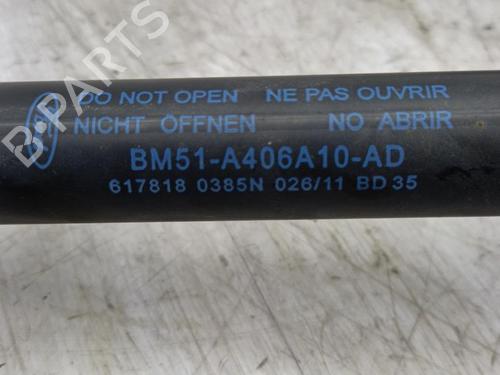 DO NOT OPEN NE PAS OUVRIR
NICHT ÖFFNEN NO ABRIR
BM51-A406A10-AD
617818 0385N 026/11 BD 35